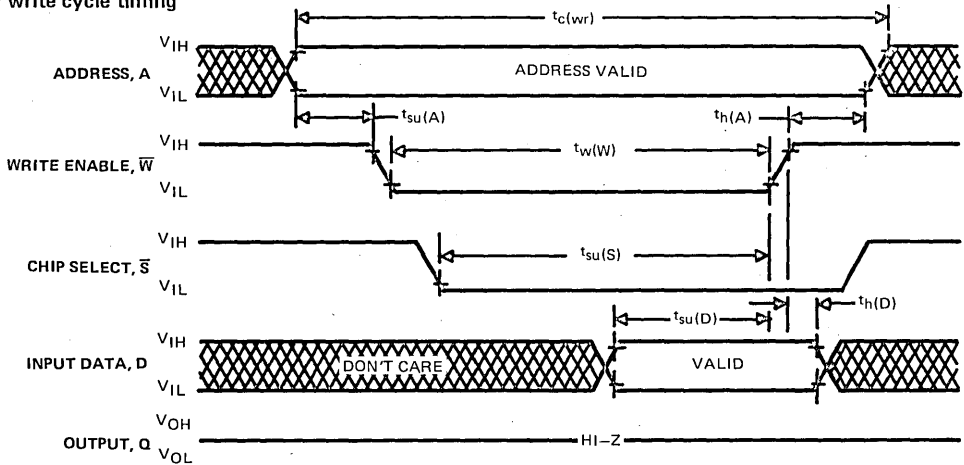 write cycle timing
tc(wr)
VIH
ADDRESS, A
ADDRESS VALID
VIL
tsu(A)
th(A)
VIH
WRITE ENABLE, W̅
tw(W)
VIL
VIH
CHIP SELECT, S̅
tsu(S)
VIL
th(D)
tsu(D)
VIH
INPUT DATA, D
DON'T CARE
VALID
VIL
VOH
OUTPUT, Q
HI-Z
VOL